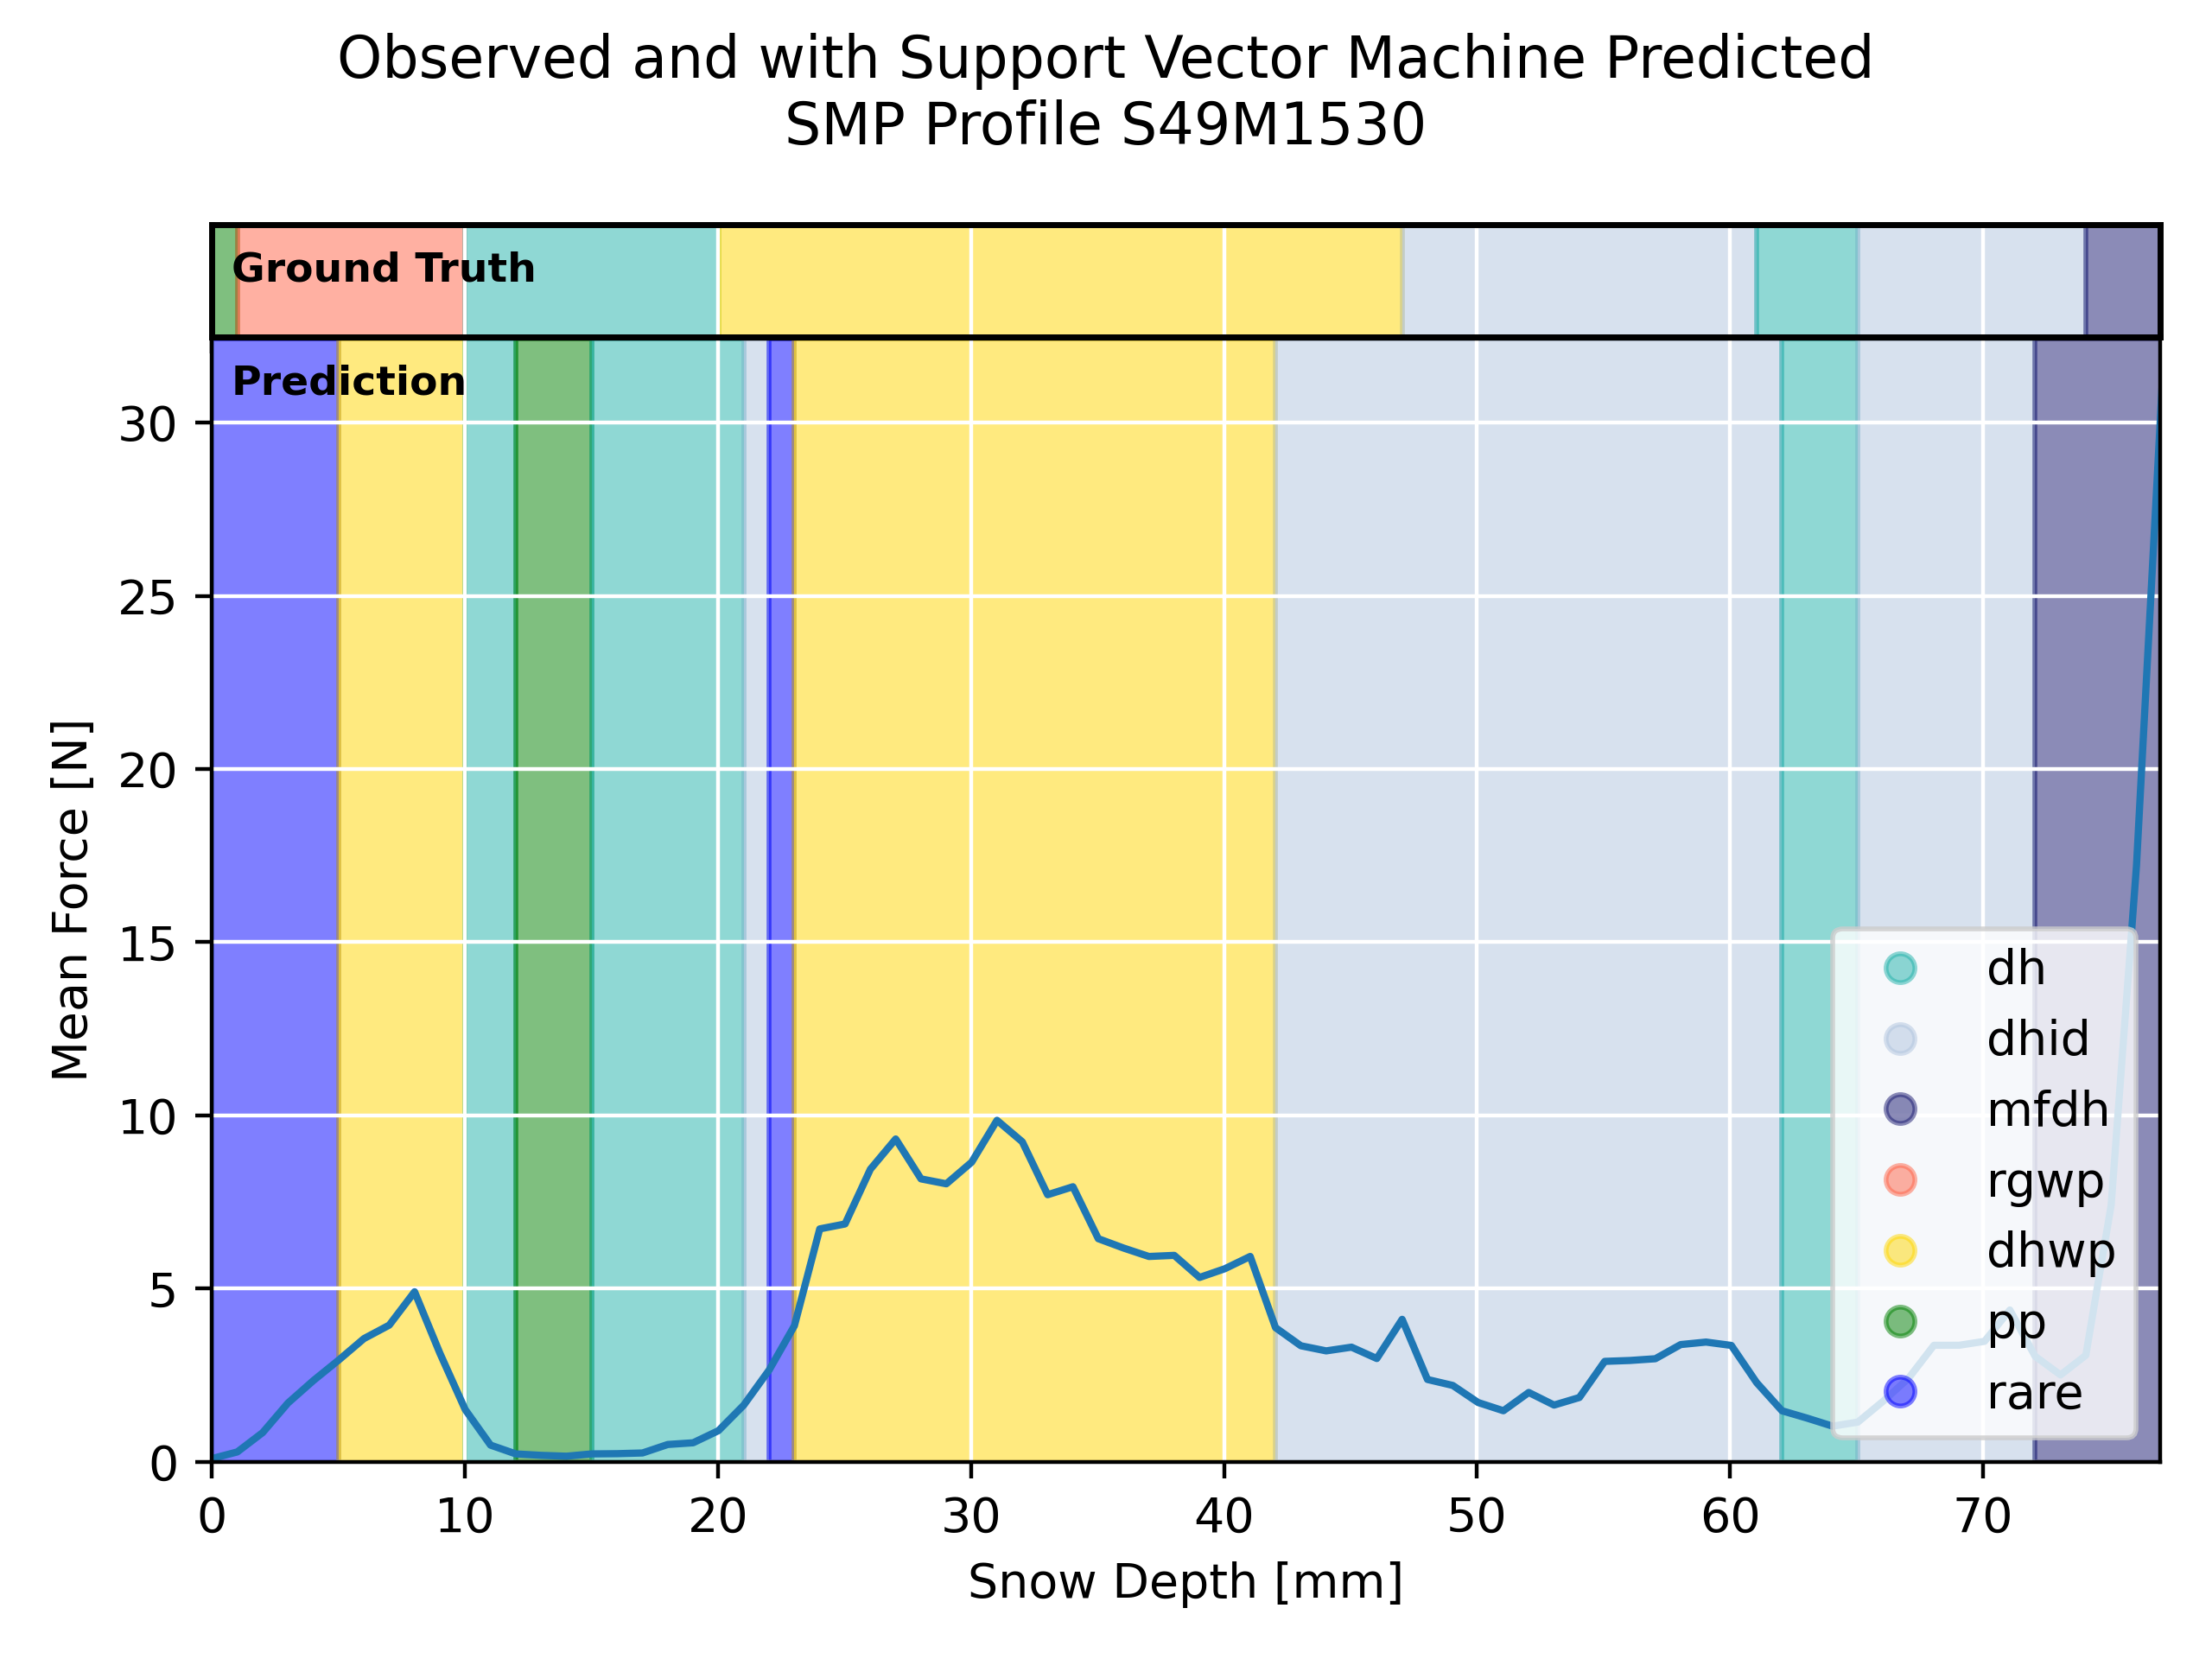 Observed and with Support Vector Machine Predicted
SMP Profile S49M1530
Ground Truth
Prediction
Mean Force [N]
30
25
20
15
10
5
0
dh
dhid
mfdh
rgwp
dhwp
pp
rare
0 10 20 30 40 50 60 70
Snow Depth [mm]